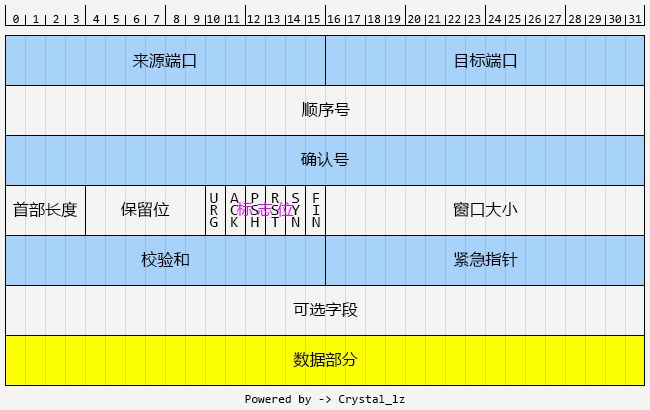 0 1 2 3 4 5 6 7 8 9 10 11 12 13 14 15 16 17 18 19 20 21 22 23 24 25 26 27 28 29 30 31
来源端口 目标端口
顺序号
确认号
首部长度 保留位 URG ACK PSH RST SYN FIN 标志位 窗口大小
校验和 紧急指针
可选字段
数据部分
Powered by -> Crystal_lz